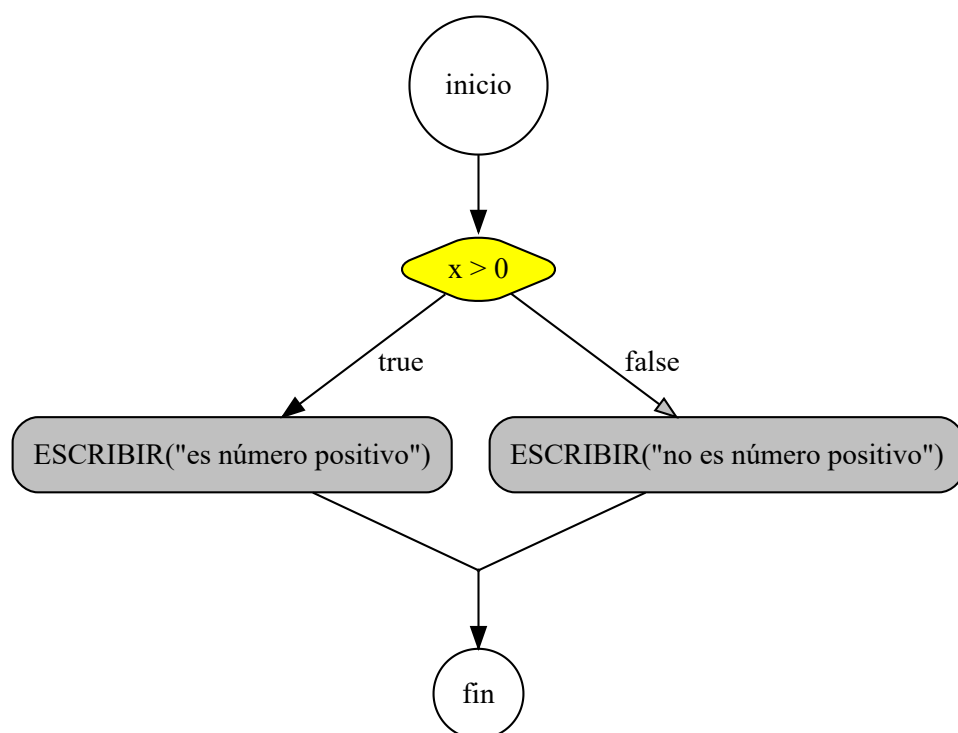 inicio
x > 0
true
false
ESCRIBIR("es número positivo")
ESCRIBIR("no es número positivo")
fin